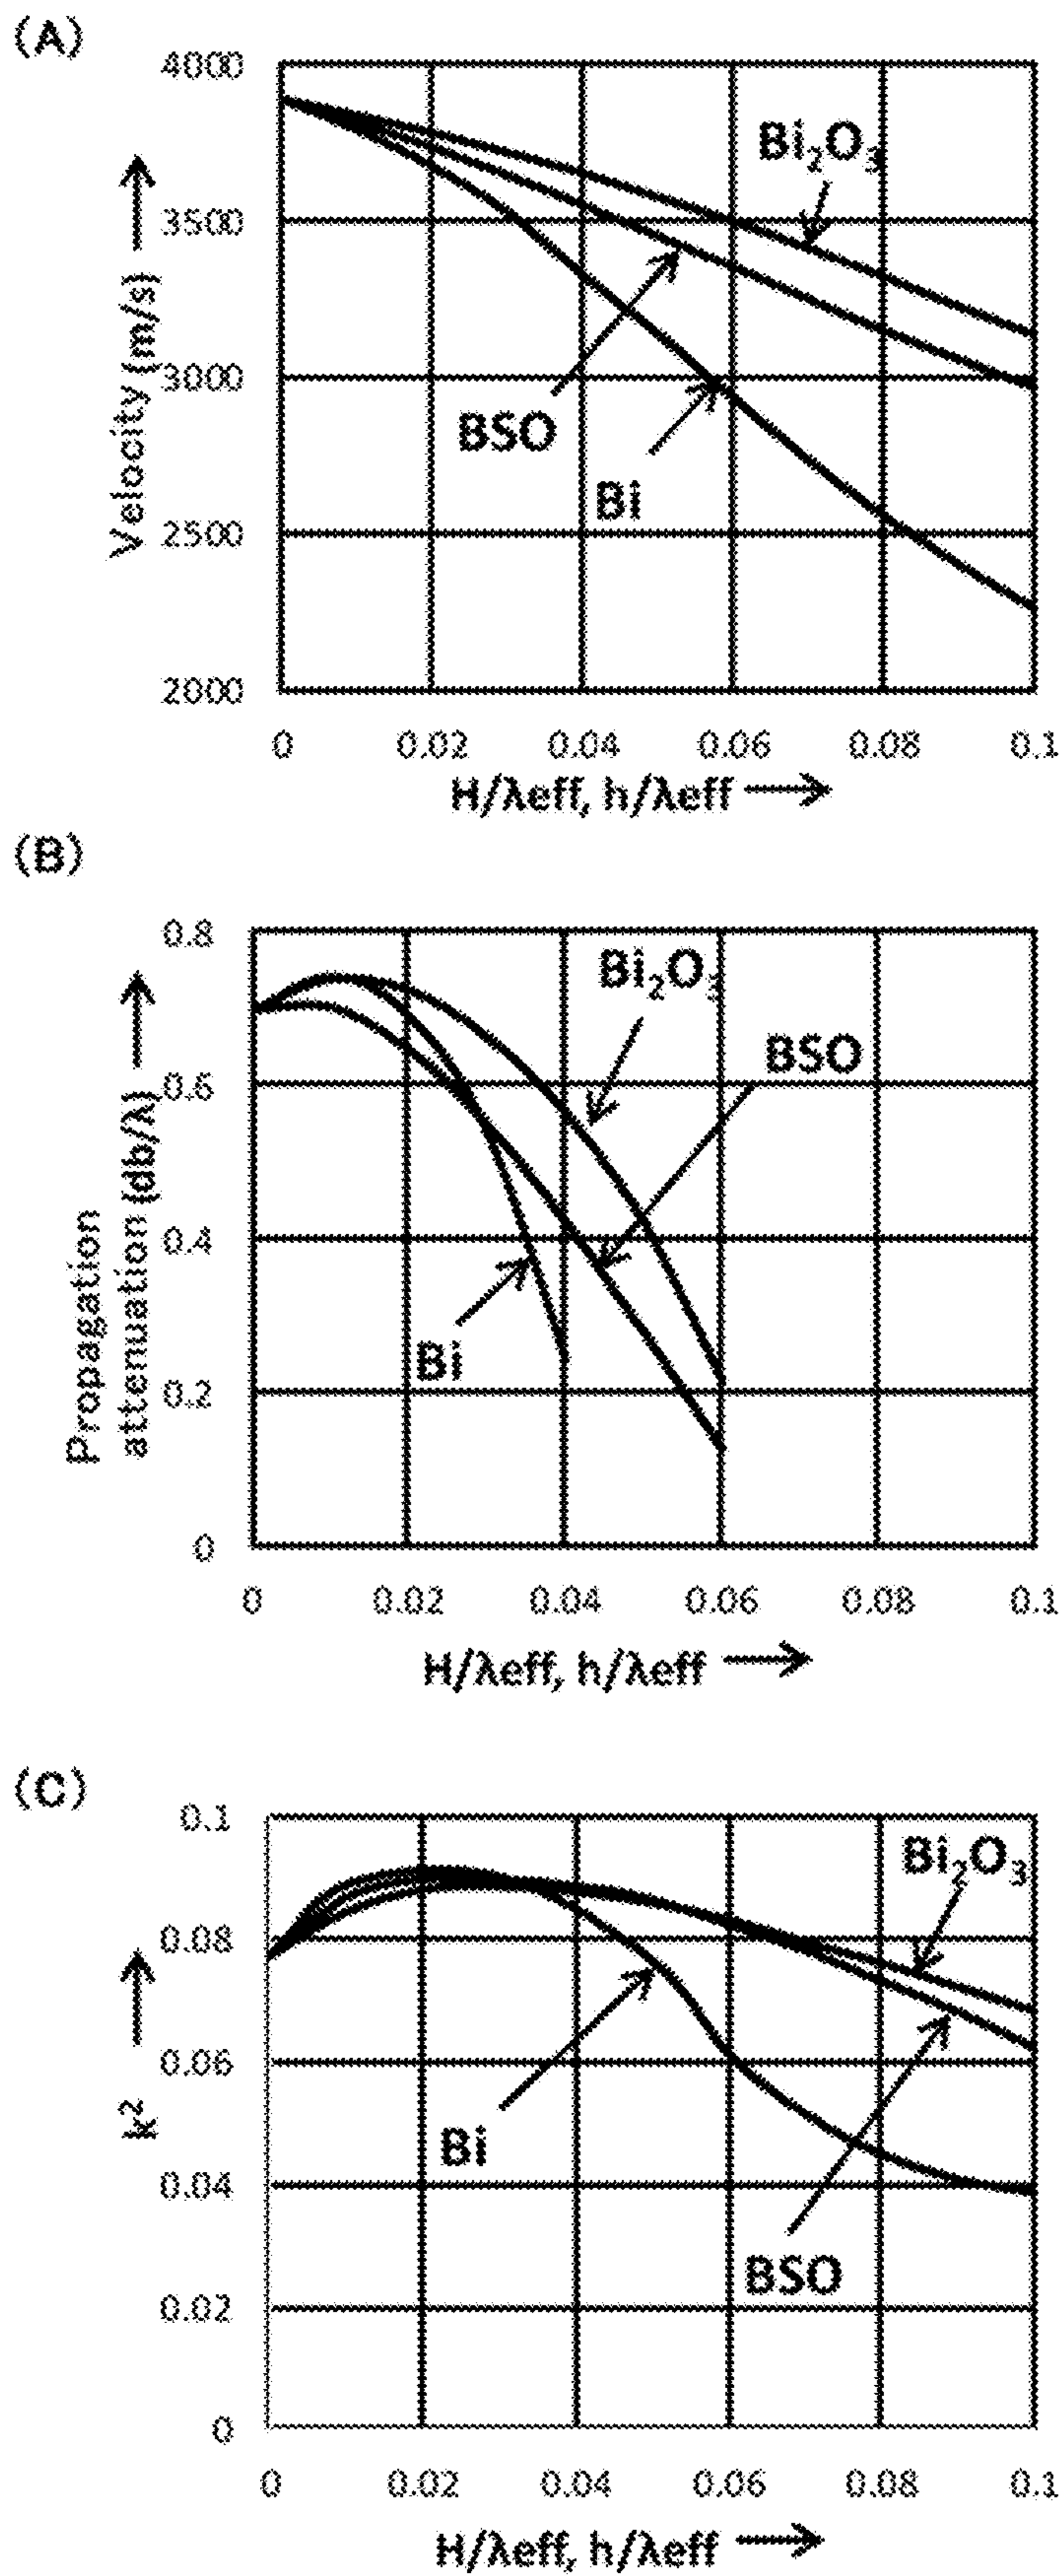 (A)
4000
3500
3000
2500
2000
Velocity (m/s)
Bi₂O₃
BSO
Bi
0 0.02 0.04 0.06 0.08 0.1
H/λeff, h/λeff
(B)
0.8
0.6
0.4
0.2
0
Propagation
attenuation (db/λ)
Bi₂O₃
BSO
Bi
0 0.02 0.04 0.06 0.08 0.1
H/λeff, h/λeff
(C)
0.1
0.08
0.06
0.04
0.02
0
k²
Bi₂O₃
Bi
BSO
0 0.02 0.04 0.06 0.08 0.1
H/λeff, h/λeff